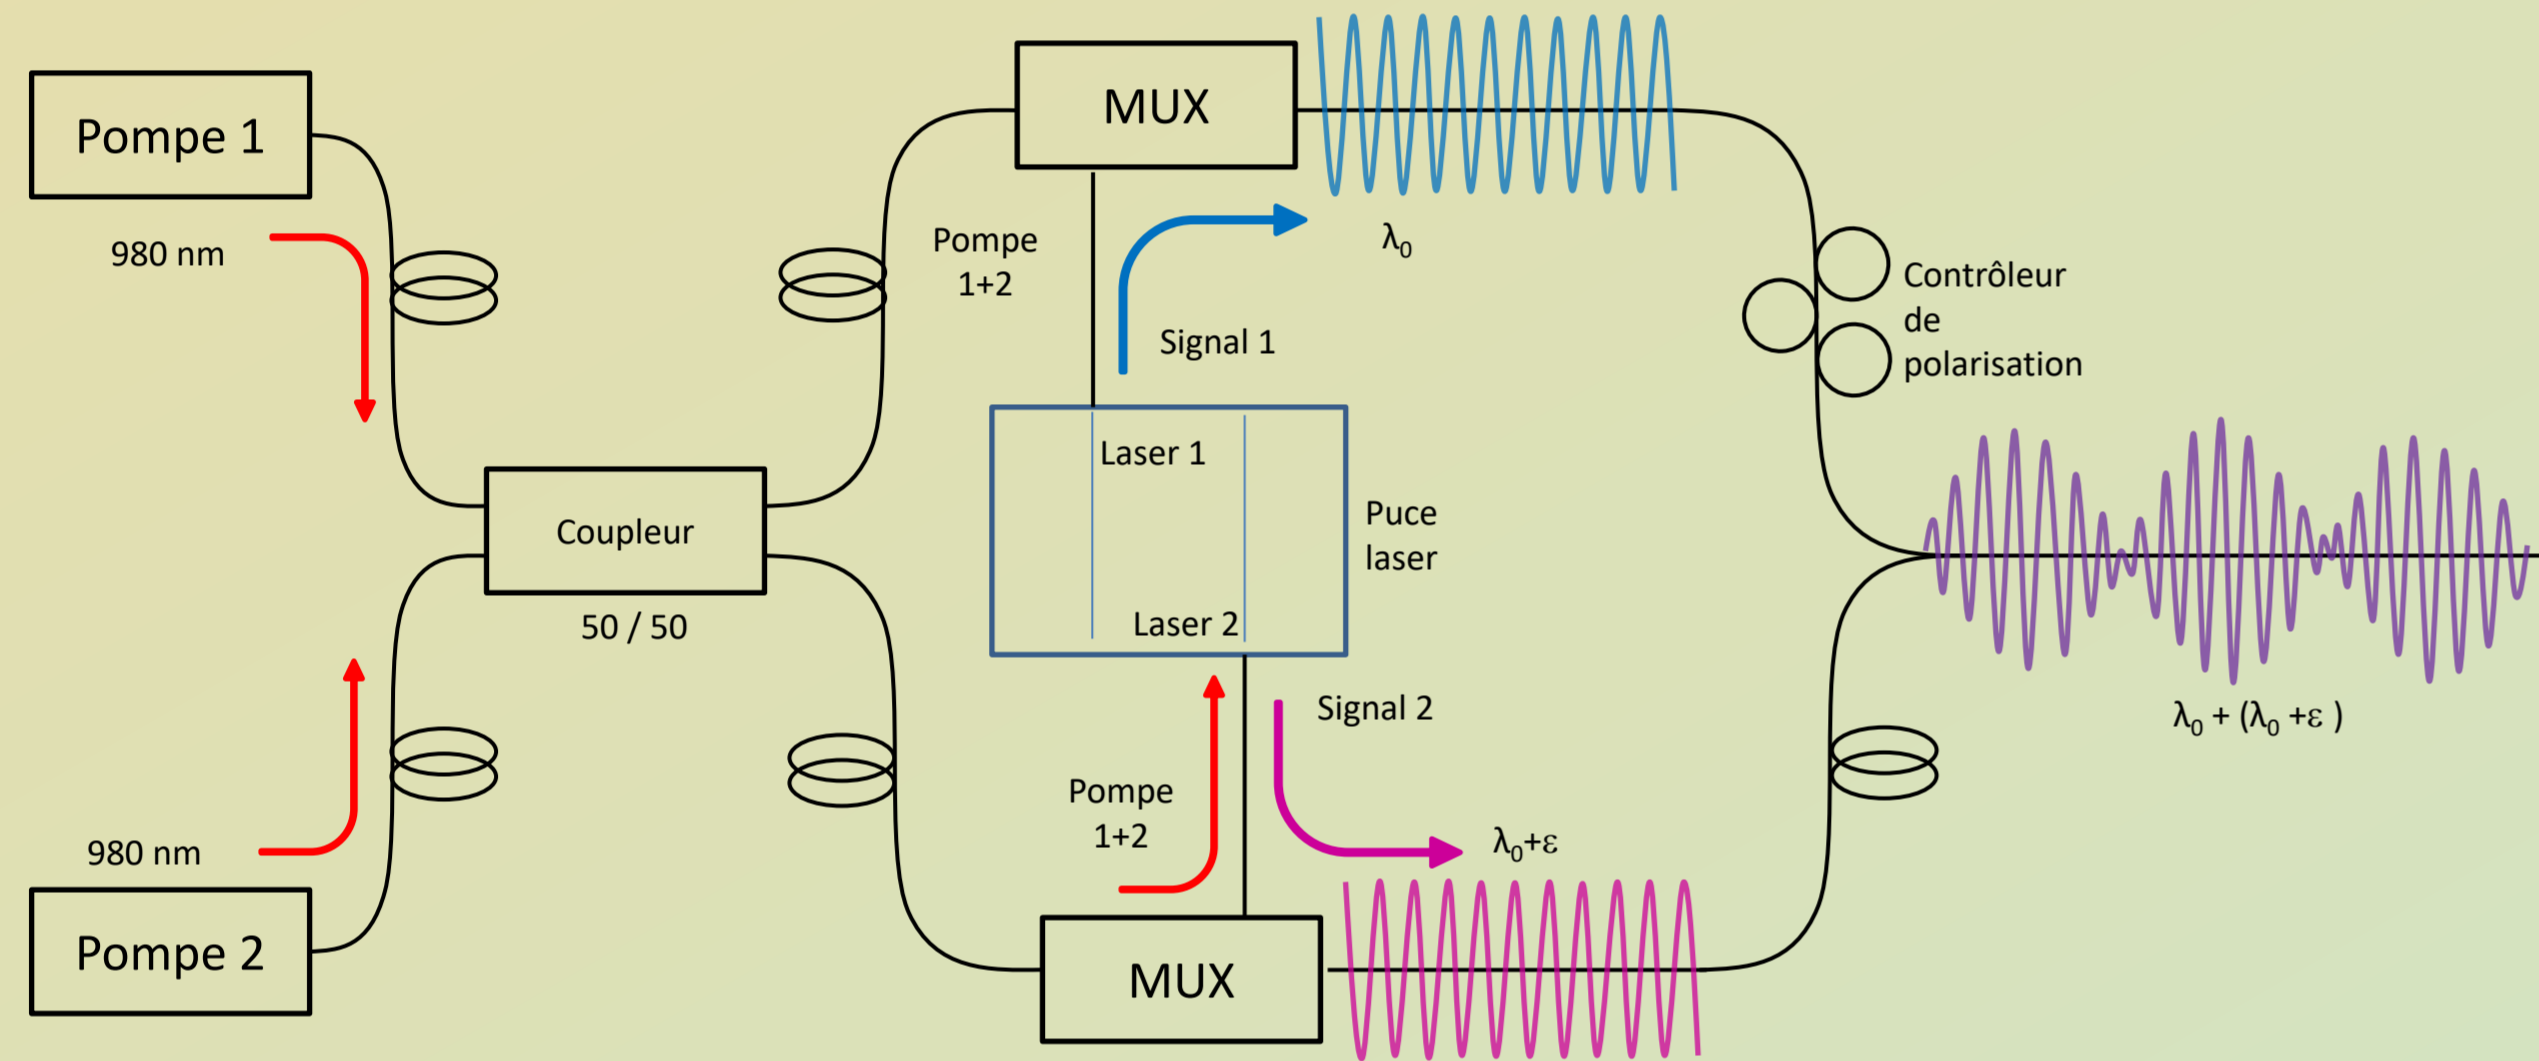 Pompe 1
980 nm
MUX
λ₀
Pompe
1+2
Signal 1
Contrôleur
de
polarisation
Coupleur
50 / 50
Laser 1
Laser 2
Puce
laser
Signal 2
λ₀ + (λ₀ +ε )
Pompe
1+2
λ₀+ε
980 nm
Pompe 2
MUX